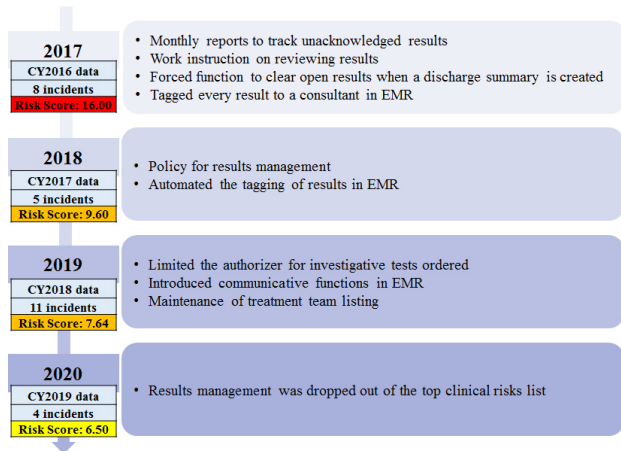 2017
CY2016 data
8 incidents
Risk Score: 16.00
• Monthly reports to track unacknowledged results
• Work instruction on reviewing results
• Forced function to clear open results when a discharge summary is created
• Tagged every result to a consultant in EMR
2018
CY2017 data
5 incidents
Risk Score: 9.60
• Policy for results management
• Automated the tagging of results in EMR
2019
CY2018 data
11 incidents
Risk Score: 7.64
• Limited the authorizer for investigative tests ordered
• Introduced communicative functions in EMR
• Maintenance of treatment team listing
2020
CY2019 data
4 incidents
Risk Score: 6.50
• Results management was dropped out of the top clinical risks list